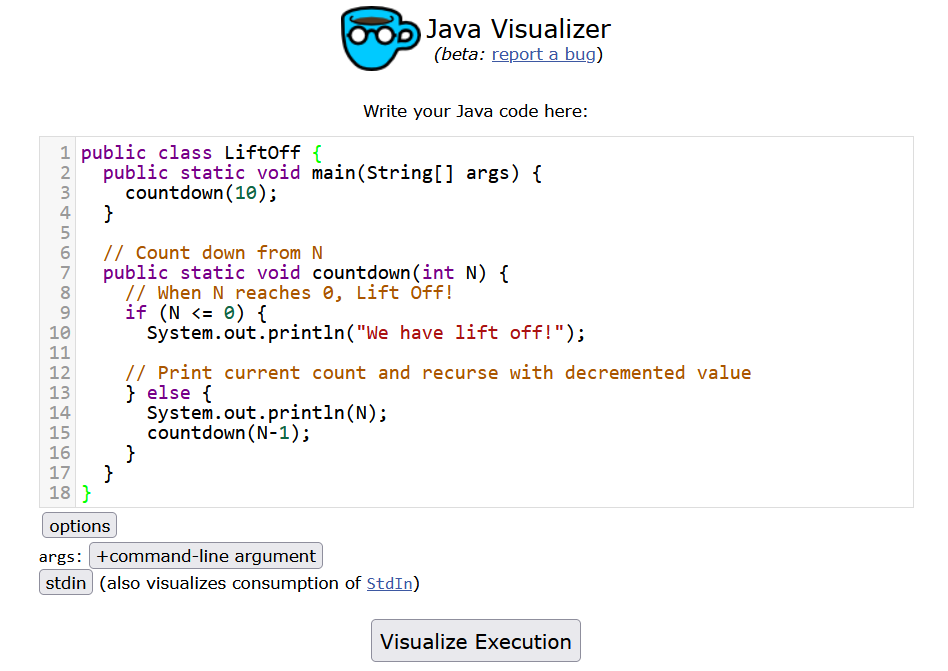 Java Visualizer
(beta: report a bug)
Write your Java code here:
1 public class LiftOff {
2   public static void main(String[] args) {
3     countdown(10);
4   }
5
6   // Count down from N
7   public static void countdown(int N) {
8     // When N reaches 0, Lift Off!
9     if (N <= 0) {
10       System.out.println("We have lift off!");
11
12     // Print current count and recurse with decremented value
13     } else {
14       System.out.println(N);
15       countdown(N-1);
16     }
17   }
18 }
options
args: +command-line argument
stdin (also visualizes consumption of StdIn)
Visualize Execution